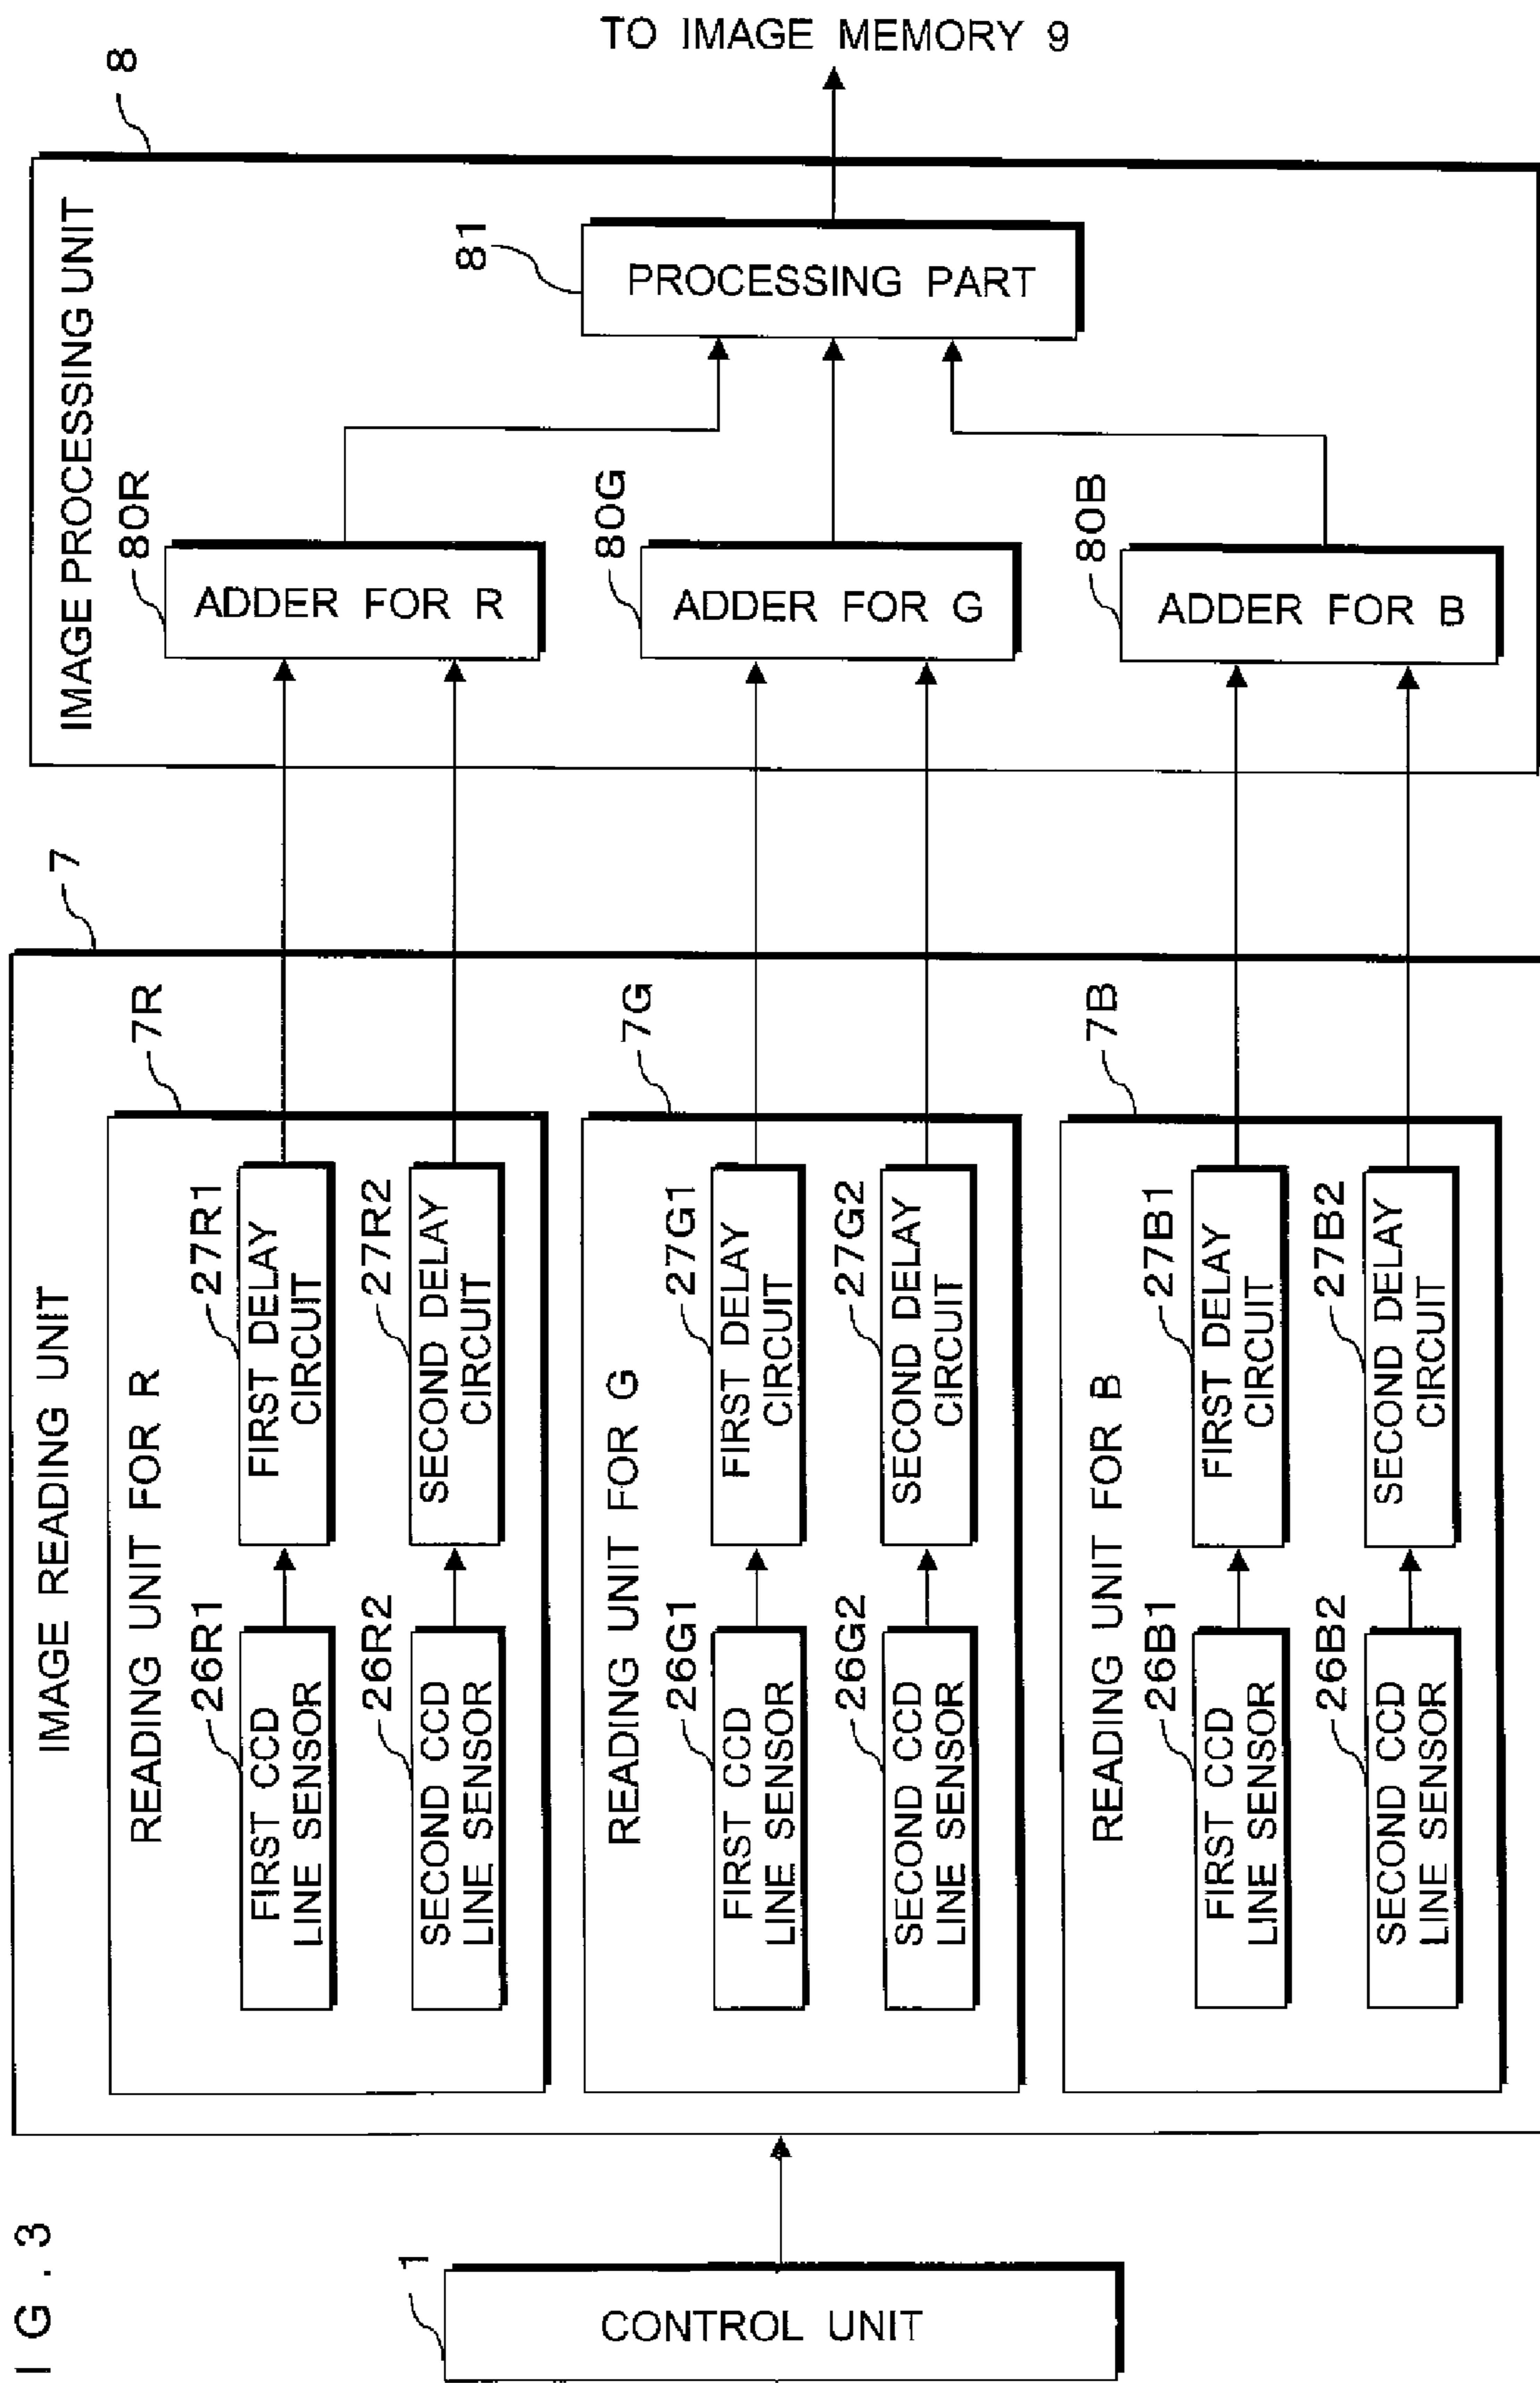 I G . 3
1
CONTROL UNIT
7
IMAGE READING UNIT
7R
READING UNIT FOR R
26R1
FIRST CCD
LINE SENSOR
27R1
FIRST DELAY
CIRCUIT
26R2
SECOND CCD
LINE SENSOR
27R2
SECOND DELAY
CIRCUIT
7G
READING UNIT FOR G
26G1
FIRST CCD
LINE SENSOR
27G1
FIRST DELAY
CIRCUIT
26G2
SECOND CCD
LINE SENSOR
27G2
SECOND DELAY
CIRCUIT
7B
READING UNIT FOR B
26B1
FIRST CCD
LINE SENSOR
27B1
FIRST DELAY
CIRCUIT
26B2
SECOND CCD
LINE SENSOR
27B2
SECOND DELAY
CIRCUIT
8
IMAGE PROCESSING UNIT
80R
ADDER FOR R
80G
ADDER FOR G
80B
ADDER FOR B
81
PROCESSING PART
TO IMAGE MEMORY 9